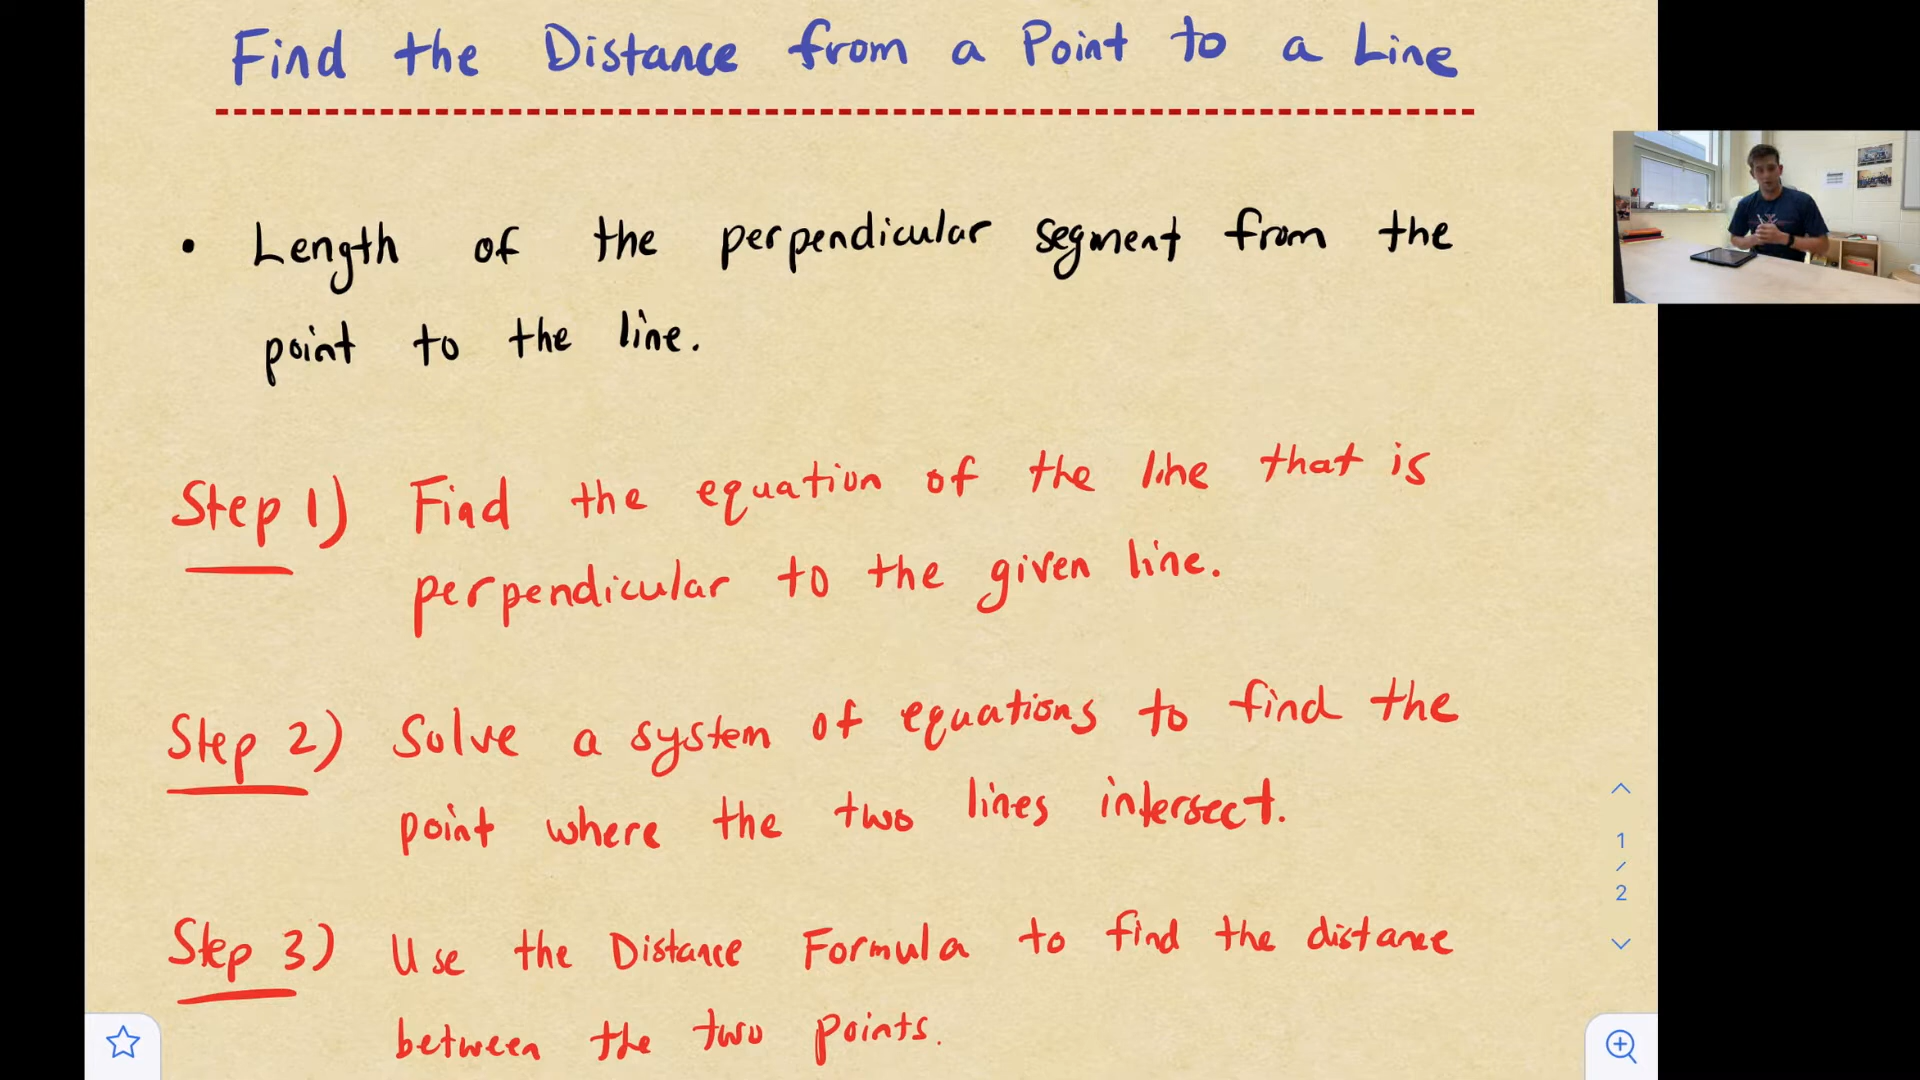 Find the Distance from a Point to a Line
• Length of the perpendicular segment from the
point to the line.
Step 1) Find the equation of the line that is
perpendicular to the given line.
Step 2) Solve a system of equations to find the
point where the two lines intersect.
Step 3) Use the Distance Formula to find the distance
between the two points.
1
/
2